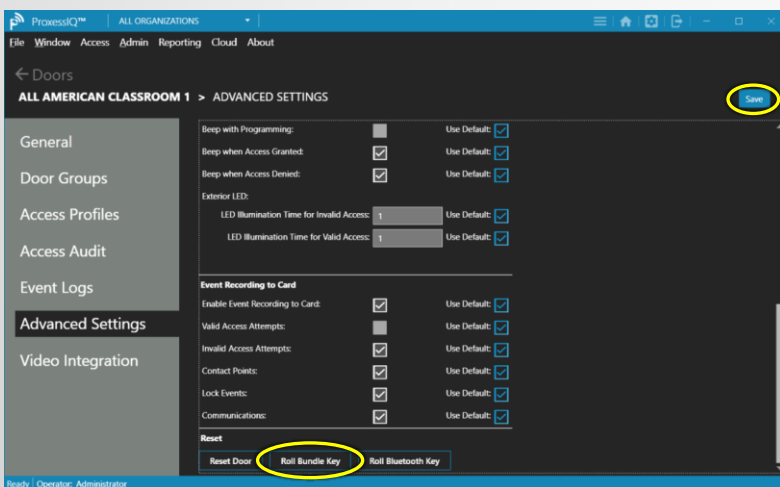 ProxessIQ™ ALL ORGANIZATIONS
File Window Access Admin Reporting Cloud About
Doors
ALL AMERICAN CLASSROOM 1 > ADVANCED SETTINGS
Save
General
Door Groups
Access Profiles
Access Audit
Event Logs
Advanced Settings
Video Integration
Beep with Programming: Use Default:
Beep when Access Granted: Use Default:
Beep when Access Denied: Use Default:
Exterior LED:
LED Illumination Time for Invalid Access: 1 Use Default:
LED Illumination Time for Valid Access: 1 Use Default:
Event Recording to Card
Enable Event Recording to Card: Use Default:
Valid Access Attempts: Use Default:
Invalid Access Attempts: Use Default:
Contact Points: Use Default:
Lock Events: Use Default:
Communications: Use Default:
Reset
Reset Door Roll Bundle Key Roll Bluetooth Key
Ready Operator: Administrator